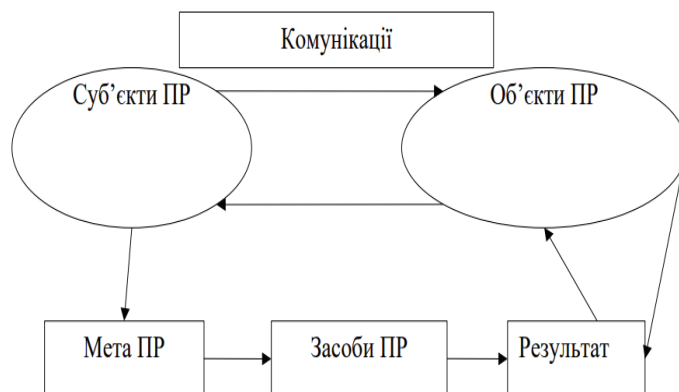 Комунікації
Суб’єкти ПР
Об’єкти ПР
Мета ПР
Засоби ПР
Результат